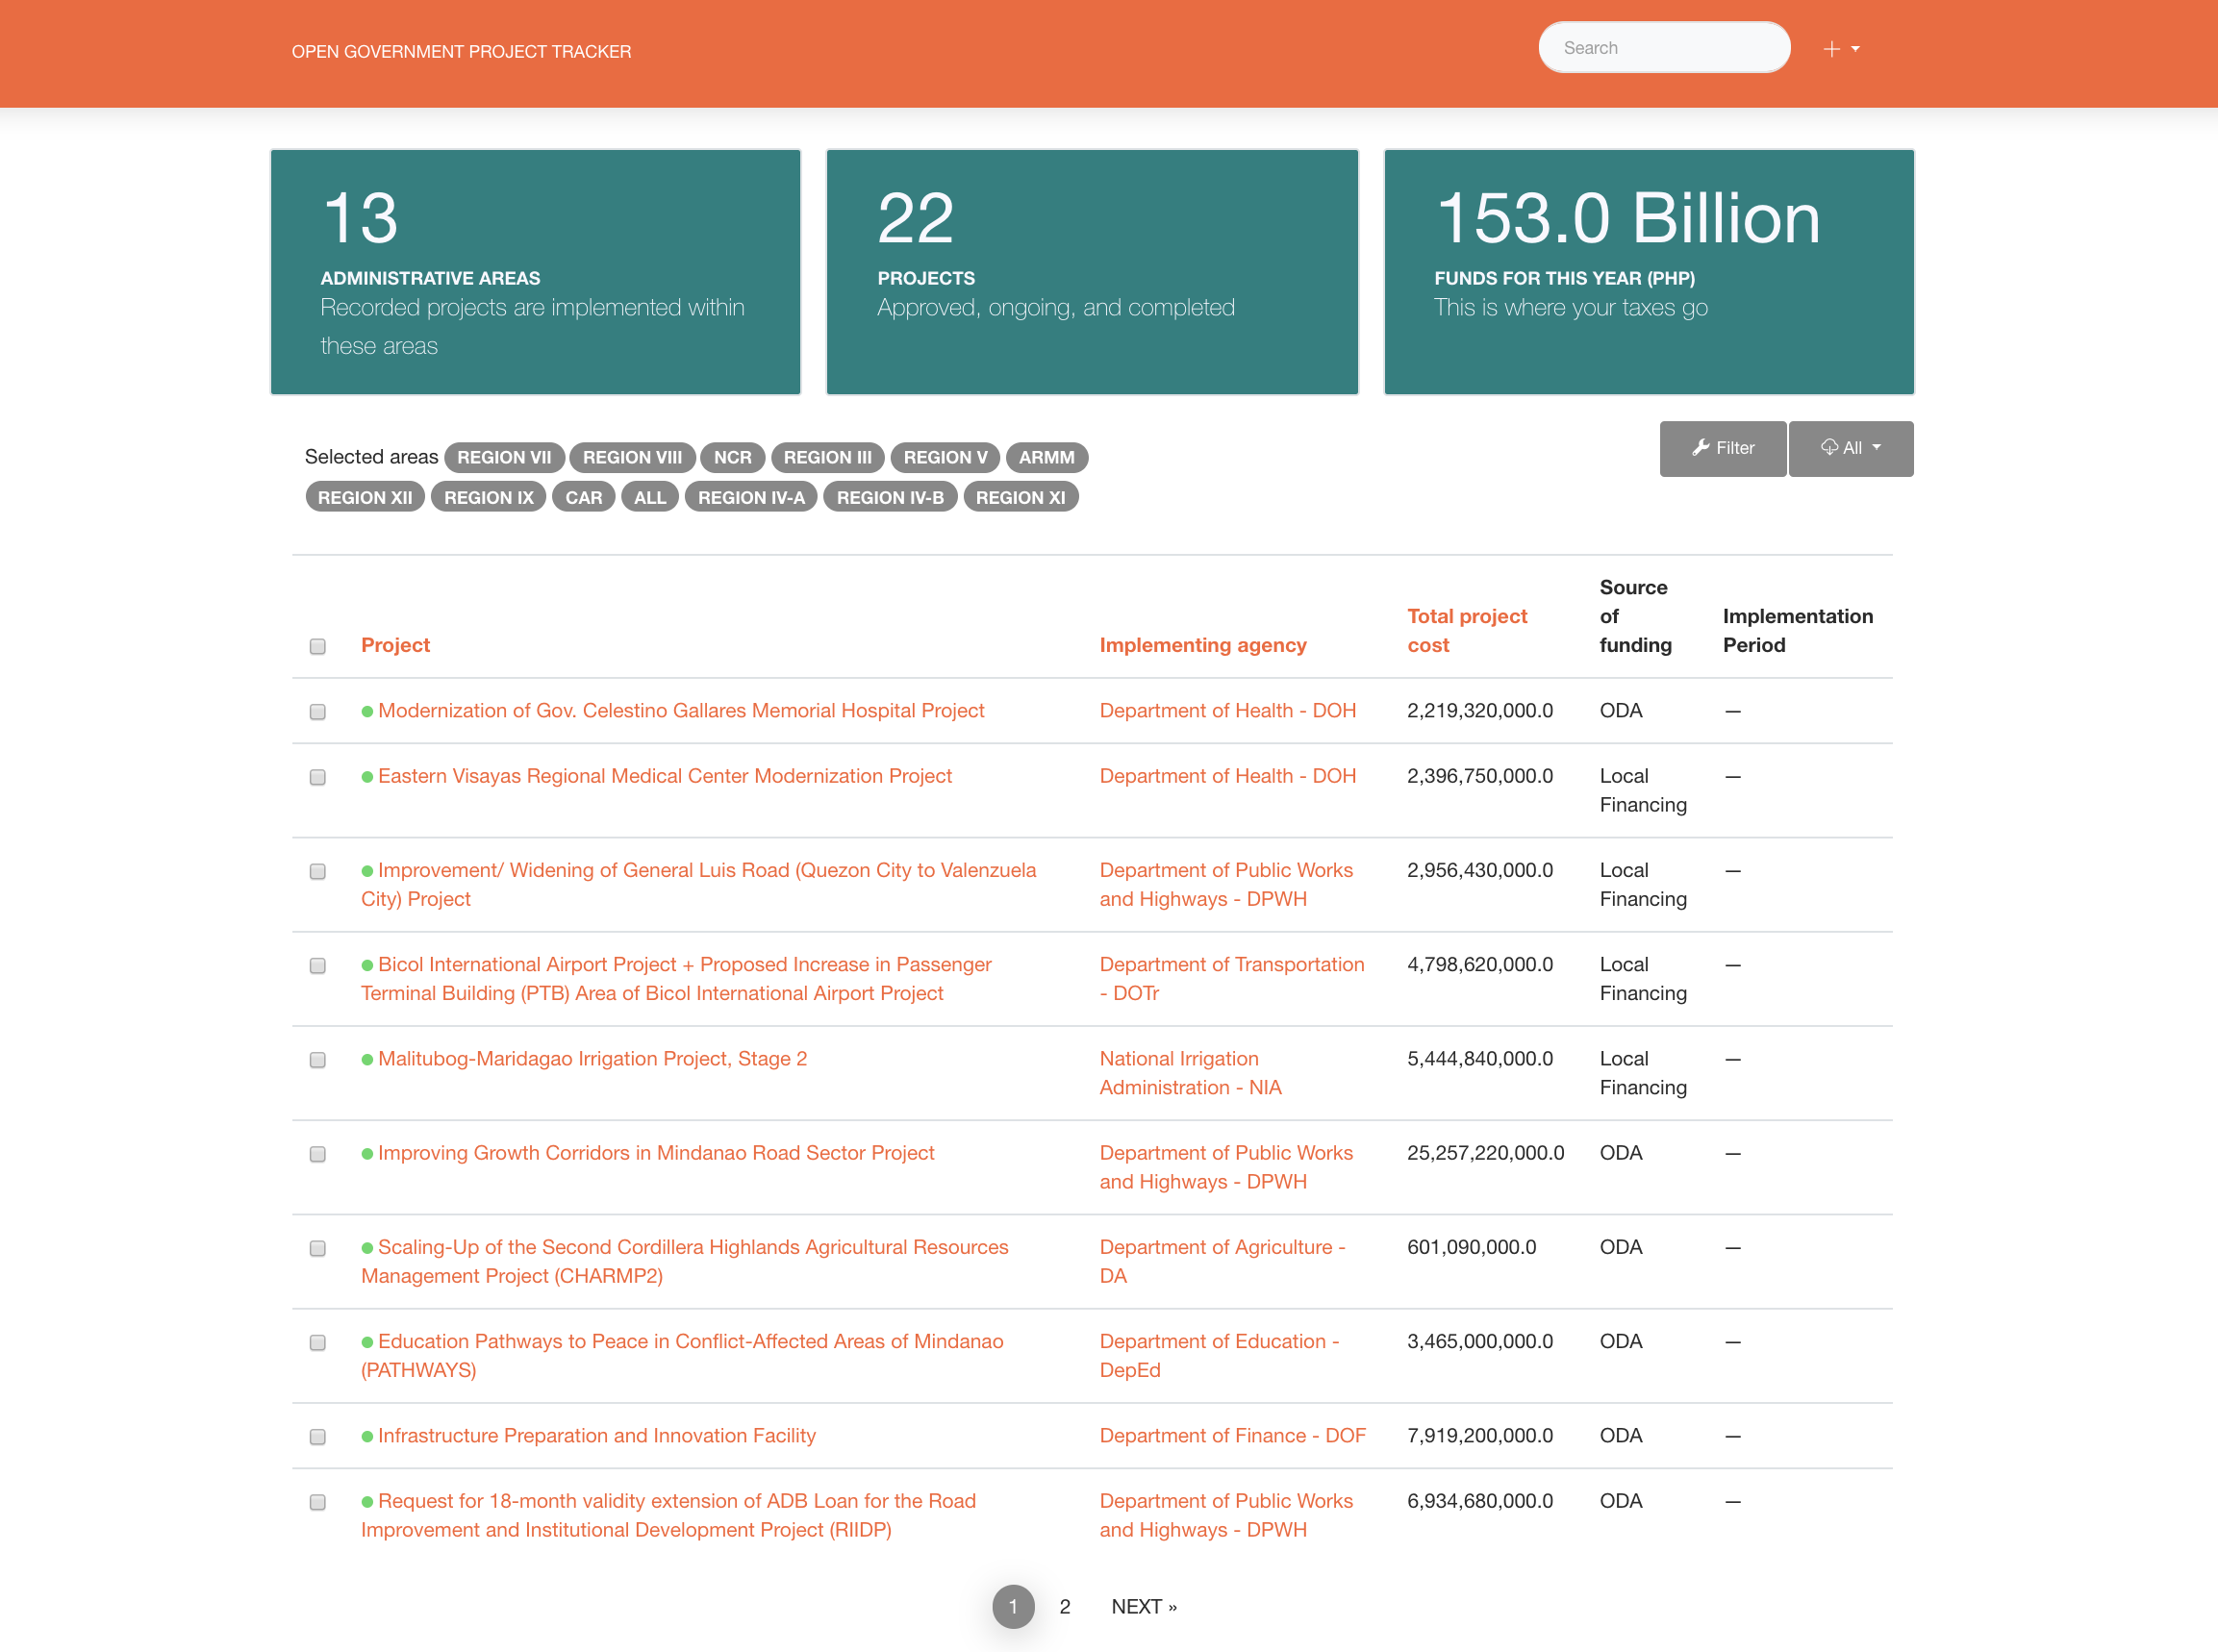 OPEN GOVERNMENT PROJECT TRACKER
Search
13
ADMINISTRATIVE AREAS
Recorded projects are implemented within
these areas
22
PROJECTS
Approved, ongoing, and completed
153.0 Billion
FUNDS FOR THIS YEAR (PHP)
This is where your taxes go
Selected areas REGION VII REGION VIII NCR REGION III REGION V ARMM
REGION XII REGION IX CAR ALL REGION IV-A REGION IV-B REGION XI
Filter
All
Project
Implementing agency
Total project
cost
Source
of
funding
Implementation
Period
Modernization of Gov. Celestino Gallares Memorial Hospital Project
Department of Health - DOH
2,219,320,000.0
ODA
—
Eastern Visayas Regional Medical Center Modernization Project
Department of Health - DOH
2,396,750,000.0
Local
Financing
—
Improvement/ Widening of General Luis Road (Quezon City to Valenzuela
City) Project
Department of Public Works
and Highways - DPWH
2,956,430,000.0
Local
Financing
—
Bicol International Airport Project + Proposed Increase in Passenger
Terminal Building (PTB) Area of Bicol International Airport Project
Department of Transportation
- DOTr
4,798,620,000.0
Local
Financing
—
Malitubog-Maridagao Irrigation Project, Stage 2
National Irrigation
Administration - NIA
5,444,840,000.0
Local
Financing
—
Improving Growth Corridors in Mindanao Road Sector Project
Department of Public Works
and Highways - DPWH
25,257,220,000.0
ODA
—
Scaling-Up of the Second Cordillera Highlands Agricultural Resources
Management Project (CHARMP2)
Department of Agriculture -
DA
601,090,000.0
ODA
—
Education Pathways to Peace in Conflict-Affected Areas of Mindanao
(PATHWAYS)
Department of Education -
DepEd
3,465,000,000.0
ODA
—
Infrastructure Preparation and Innovation Facility
Department of Finance - DOF
7,919,200,000.0
ODA
—
Request for 18-month validity extension of ADB Loan for the Road
Improvement and Institutional Development Project (RIIDP)
Department of Public Works
and Highways - DPWH
6,934,680,000.0
ODA
—
1 2 NEXT »